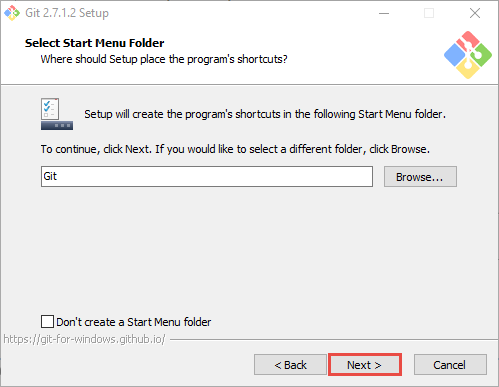 Git 2.7.1.2 Setup
Select Start Menu Folder
Where should Setup place the program's shortcuts?
Setup will create the program's shortcuts in the following Start Menu folder.
To continue, click Next. If you would like to select a different folder, click Browse.
Git
Browse...
Don't create a Start Menu folder
https://git-for-windows.github.io/
< Back
Next >
Cancel